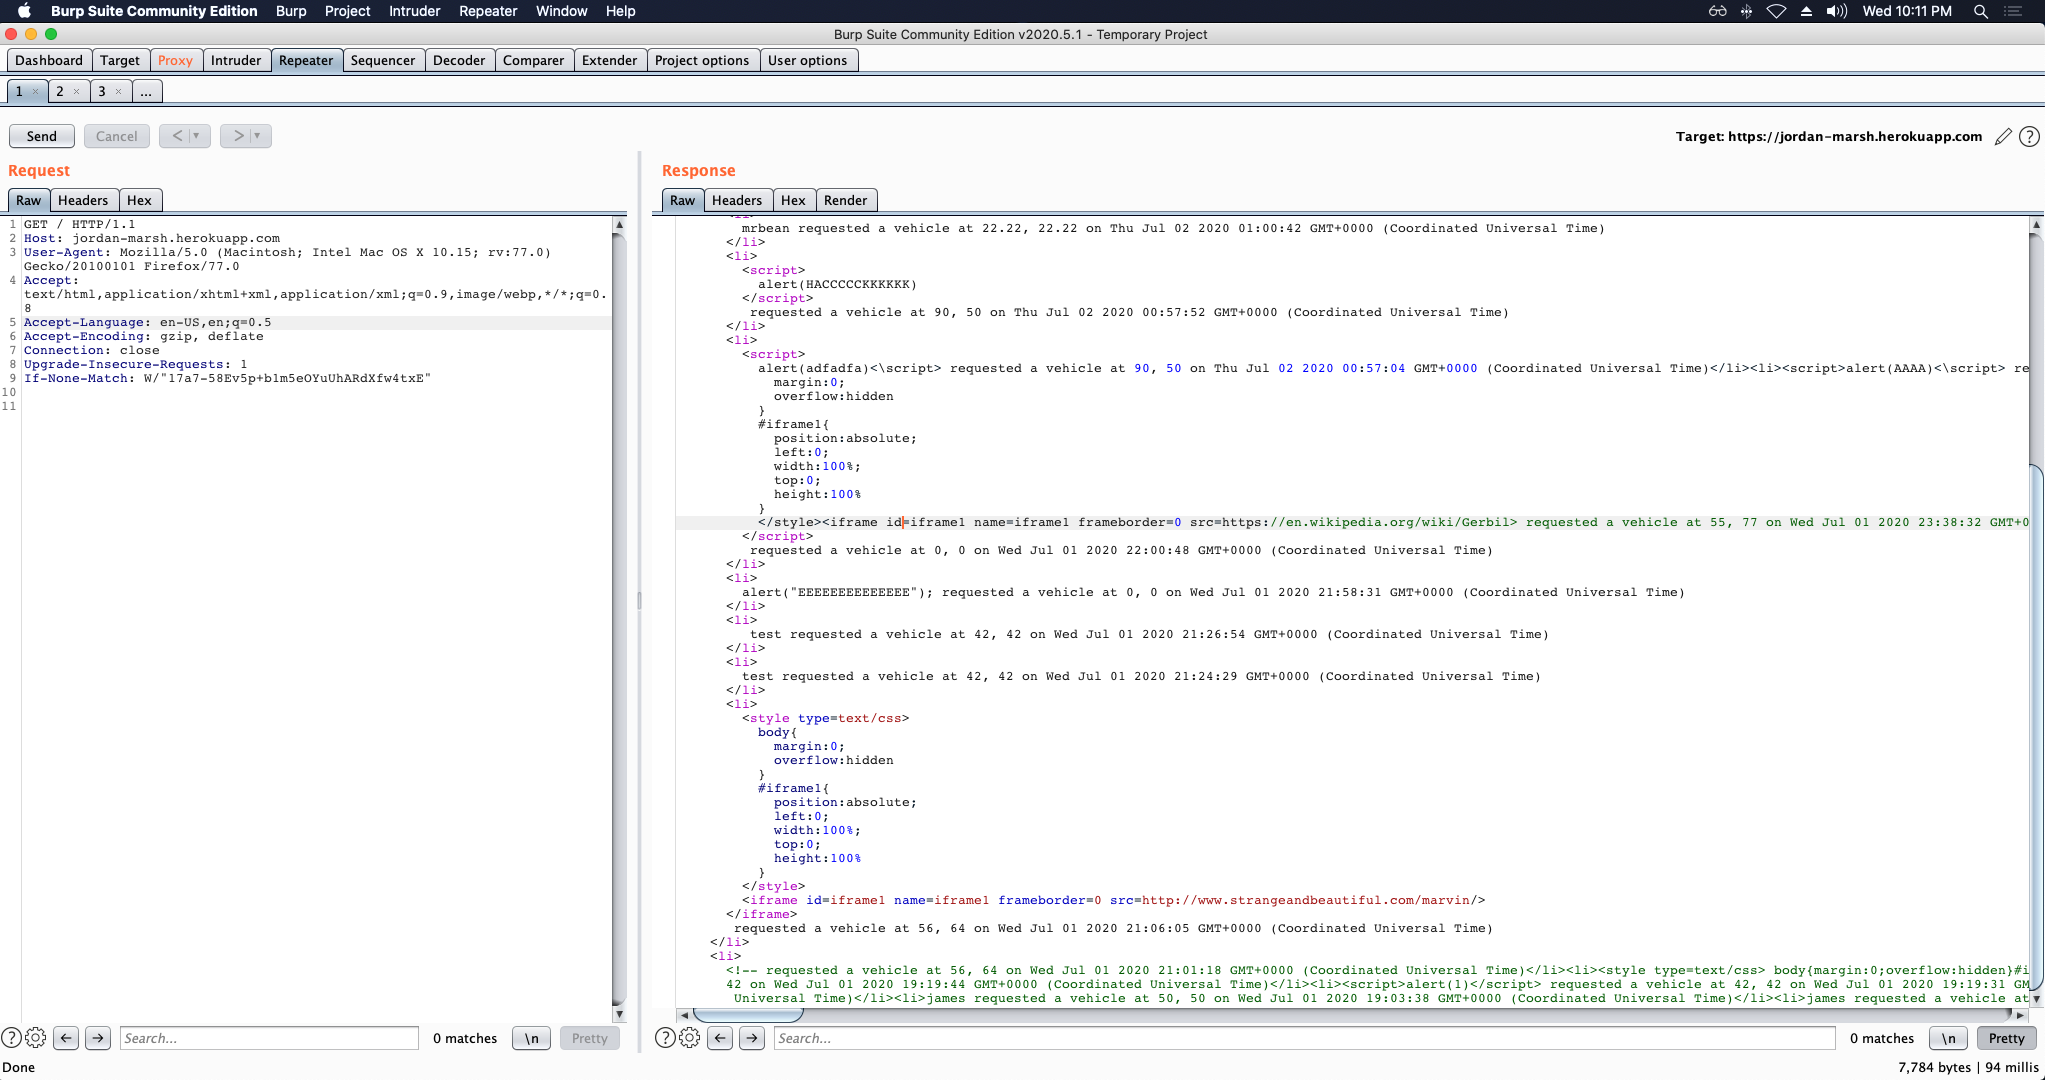 Burp Suite Community Edition Burp Project Intruder Repeater Window Help Wed 10:11 PM
Burp Suite Community Edition v2020.5.1 - Temporary Project
Dashboard Target Proxy Intruder Repeater Sequencer Decoder Comparer Extender Project options User options
1 × 2 × 3 × ...
Send Cancel < > Target: https://jordan-marsh.herokuapp.com ?
Request
Raw Headers Hex
1 GET / HTTP/1.1
2 Host: jordan-marsh.herokuapp.com
3 User-Agent: Mozilla/5.0 (Macintosh; Intel Mac OS X 10.15; rv:77.0)
Gecko/20100101 Firefox/77.0
4 Accept:
text/html,application/xhtml+xml,application/xml;q=0.9,image/webp,*/*;q=0.
8
5 Accept-Language: en-US,en;q=0.5
6 Accept-Encoding: gzip, deflate
7 Connection: close
8 Upgrade-Insecure-Requests: 1
9 If-None-Match: W/"17a7-58Ev5p+b1m5eOYuUhARdXfw4txE"
10
11
? Search... 0 matches \n Pretty
Done
Response
Raw Headers Hex Render
mrbean requested a vehicle at 22.22, 22.22 on Thu Jul 02 2020 01:00:42 GMT+0000 (Coordinated Universal Time)
</li>
<li>
<script>
alert(HACCCCCKKKKKK)
</script>
requested a vehicle at 90, 50 on Thu Jul 02 2020 00:57:52 GMT+0000 (Coordinated Universal Time)
</li>
<li>
<script>
alert(adfadfa)<\script> requested a vehicle at 90, 50 on Thu Jul 02 2020 00:57:04 GMT+0000 (Coordinated Universal Time)</li><li><script>alert(AAAA)<\script> re
margin:0;
overflow:hidden
}
#iframe1{
position:absolute;
left:0;
width:100%;
top:0;
height:100%
}
</style><iframe id=iframe1 name=iframe1 frameborder=0 src=https://en.wikipedia.org/wiki/Gerbil> requested a vehicle at 55, 77 on Wed Jul 01 2020 23:38:32 GMT+0
</script>
requested a vehicle at 0, 0 on Wed Jul 01 2020 22:00:48 GMT+0000 (Coordinated Universal Time)
</li>
<li>
alert("EEEEEEEEEEEEEE"); requested a vehicle at 0, 0 on Wed Jul 01 2020 21:58:31 GMT+0000 (Coordinated Universal Time)
</li>
<li>
test requested a vehicle at 42, 42 on Wed Jul 01 2020 21:26:54 GMT+0000 (Coordinated Universal Time)
</li>
<li>
test requested a vehicle at 42, 42 on Wed Jul 01 2020 21:24:29 GMT+0000 (Coordinated Universal Time)
</li>
<li>
<style type=text/css>
body{
margin:0;
overflow:hidden
}
#iframe1{
position:absolute;
left:0;
width:100%;
top:0;
height:100%
}
</style>
<iframe id=iframe1 name=iframe1 frameborder=0 src=http://www.strangeandbeautiful.com/marvin/>
</iframe>
requested a vehicle at 56, 64 on Wed Jul 01 2020 21:06:05 GMT+0000 (Coordinated Universal Time)
</li>
<li>
<!-- requested a vehicle at 56, 64 on Wed Jul 01 2020 21:01:18 GMT+0000 (Coordinated Universal Time)</li><li><style type=text/css> body{margin:0;overflow:hidden}#i
42 on Wed Jul 01 2020 19:19:44 GMT+0000 (Coordinated Universal Time)</li><li><script>alert(1)</script> requested a vehicle at 42, 42 on Wed Jul 01 2020 19:19:31 GM
Universal Time)</li><li>james requested a vehicle at 50, 50 on Wed Jul 01 2020 19:03:38 GMT+0000 (Coordinated Universal Time)</li><li>james requested a vehicle at
? Search... 0 matches \n Pretty
7,784 bytes | 94 millis